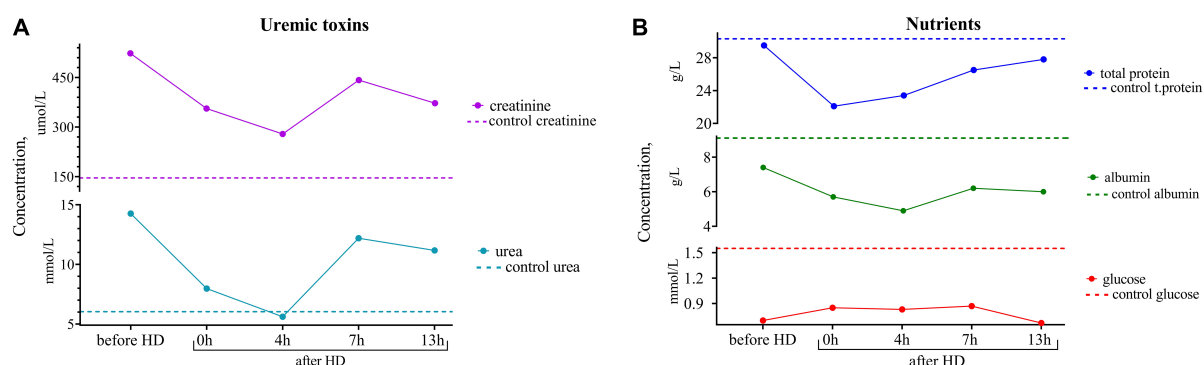 A
Uremic toxins
Concentration,
umol/L
450
300
150
creatinine
control creatinine
mmol/L
15
10
5
urea
control urea
before HD
0h
4h
7h
13h
after HD
B
Nutrients
Concentration,
g/L
28
24
20
total protein
control t.protein
g/L
8
6
4
albumin
control albumin
mmol/L
1.5
1.2
0.9
glucose
control glucose
before HD
0h
4h
7h
13h
after HD